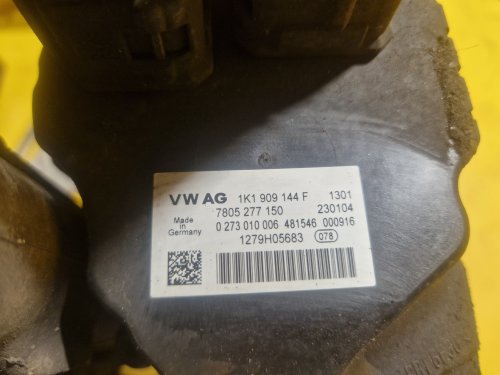 VW AG 1K1 909 144 F 1301
7805 277 150 230104
Made in Germany
0 273 010 006 481546 000916
1279H05683 078